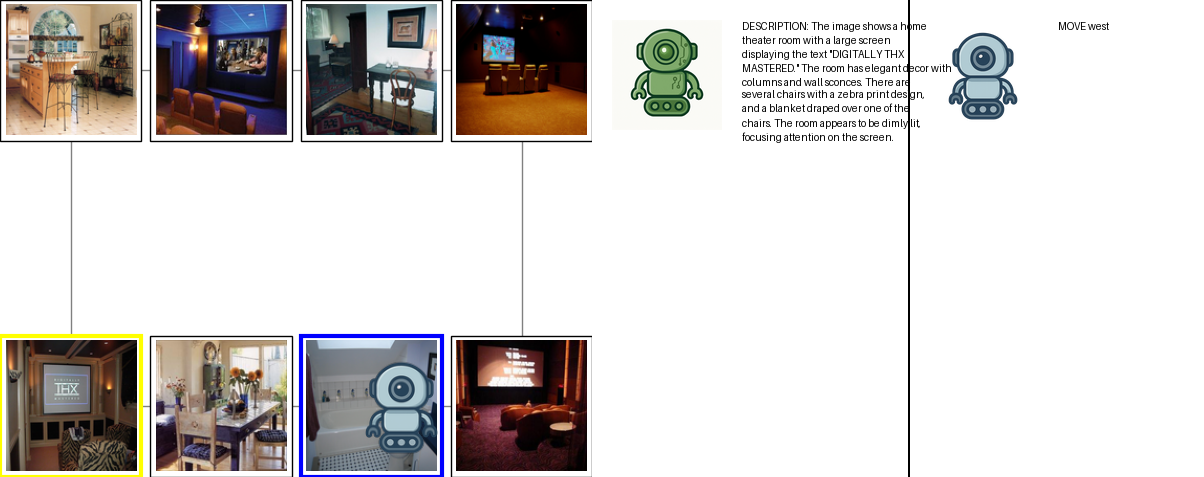 DESCRIPTION: The image shows a home
theater room with a large screen
displaying the text "DIGITALLY THX
MASTERED." The room has elegant decor with
columns and wall sconces. There are
several chairs with a zebra print design,
and a blanket draped over one of the
chairs. The room appears to be dimly lit,
focusing attention on the screen.
MOVE west
THX